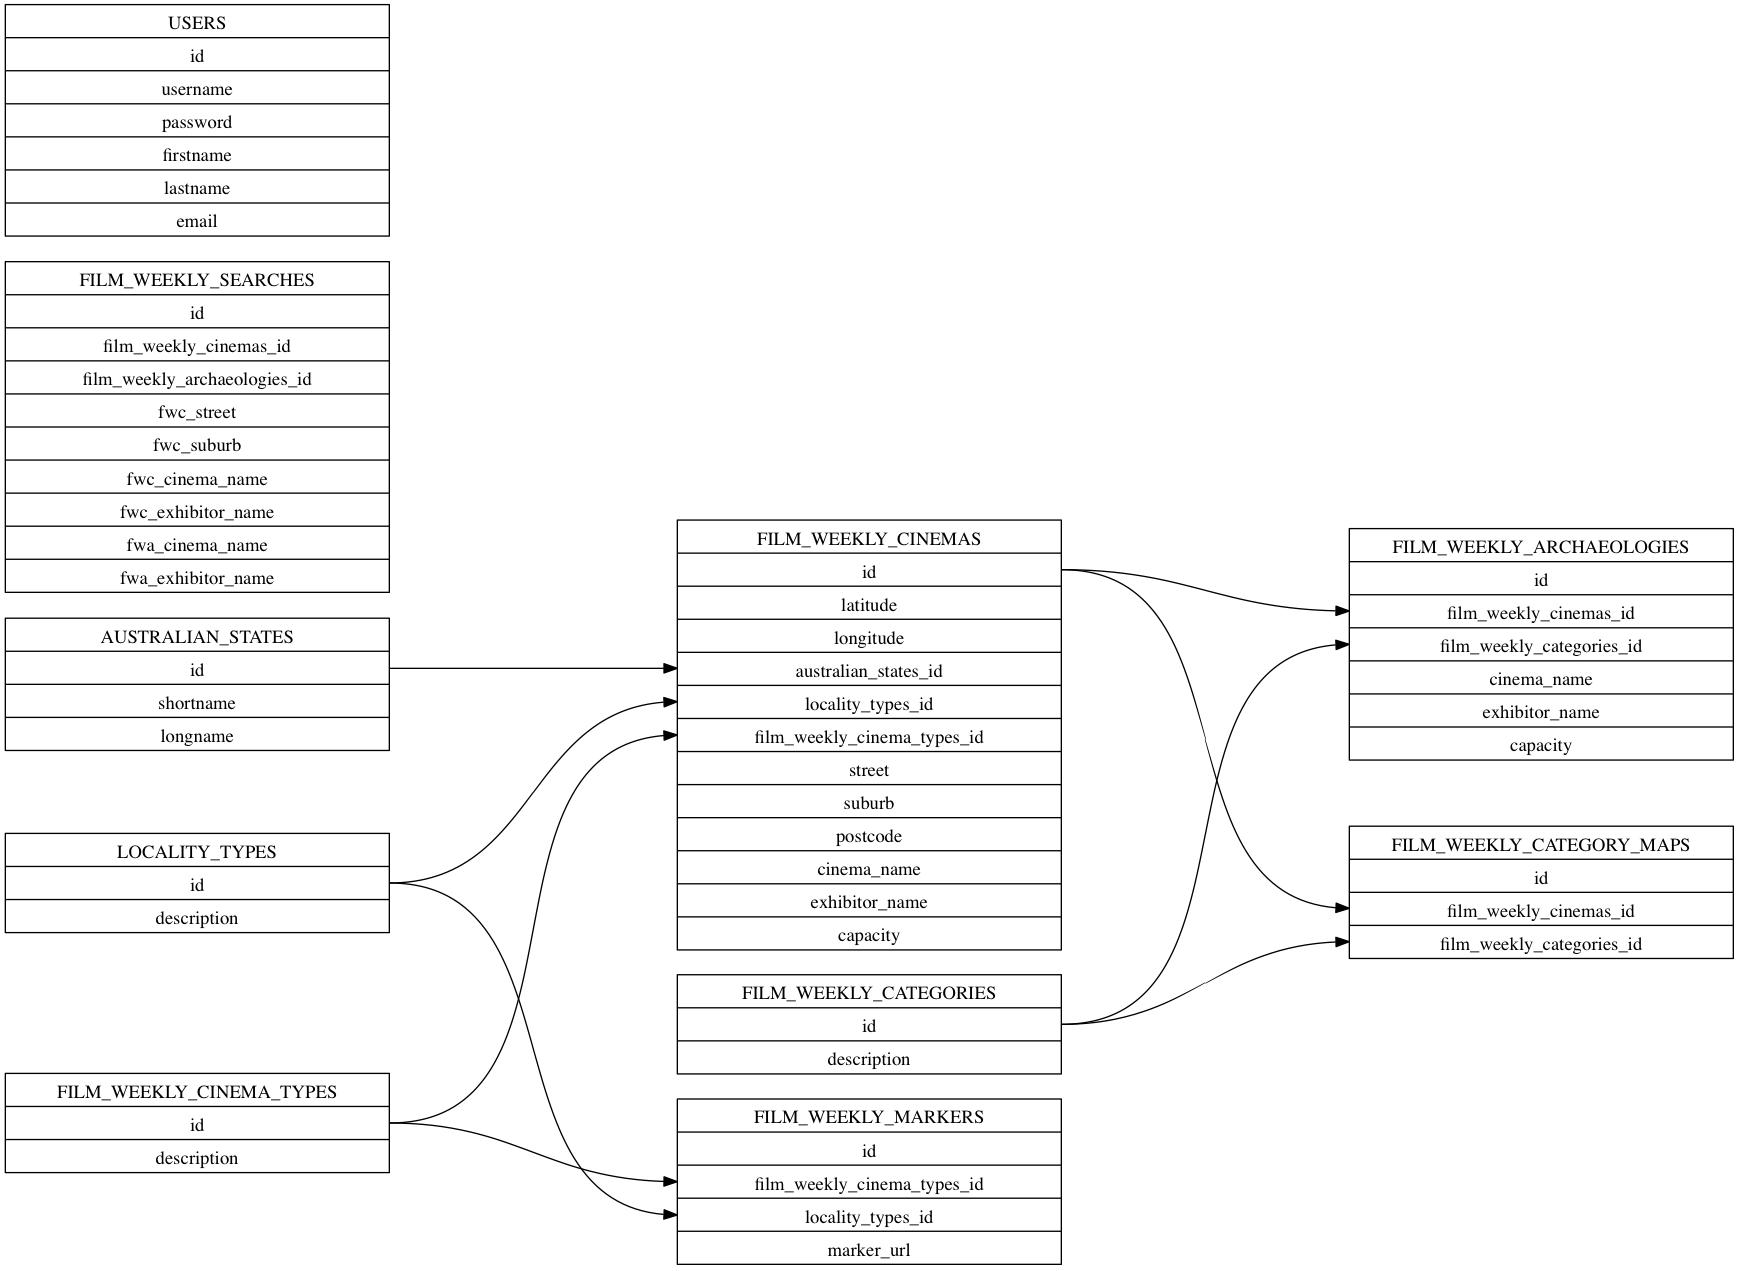 USERS
id
username
password
firstname
lastname
email
FILM_WEEKLY_SEARCHES
id
film_weekly_cinemas_id
film_weekly_archaeologies_id
fwc_street
fwc_suburb
fwc_cinema_name
fwc_exhibitor_name
fwa_cinema_name
fwa_exhibitor_name
AUSTRALIAN_STATES
id
shortname
longname
LOCALITY_TYPES
id
description
FILM_WEEKLY_CINEMA_TYPES
id
description
FILM_WEEKLY_CINEMAS
id
latitude
longitude
australian_states_id
locality_types_id
film_weekly_cinema_types_id
street
suburb
postcode
cinema_name
exhibitor_name
capacity
FILM_WEEKLY_CATEGORIES
id
description
FILM_WEEKLY_MARKERS
id
film_weekly_cinema_types_id
locality_types_id
marker_url
FILM_WEEKLY_ARCHAEOLOGIES
id
film_weekly_cinemas_id
film_weekly_categories_id
cinema_name
exhibitor_name
capacity
FILM_WEEKLY_CATEGORY_MAPS
id
film_weekly_cinemas_id
film_weekly_categories_id